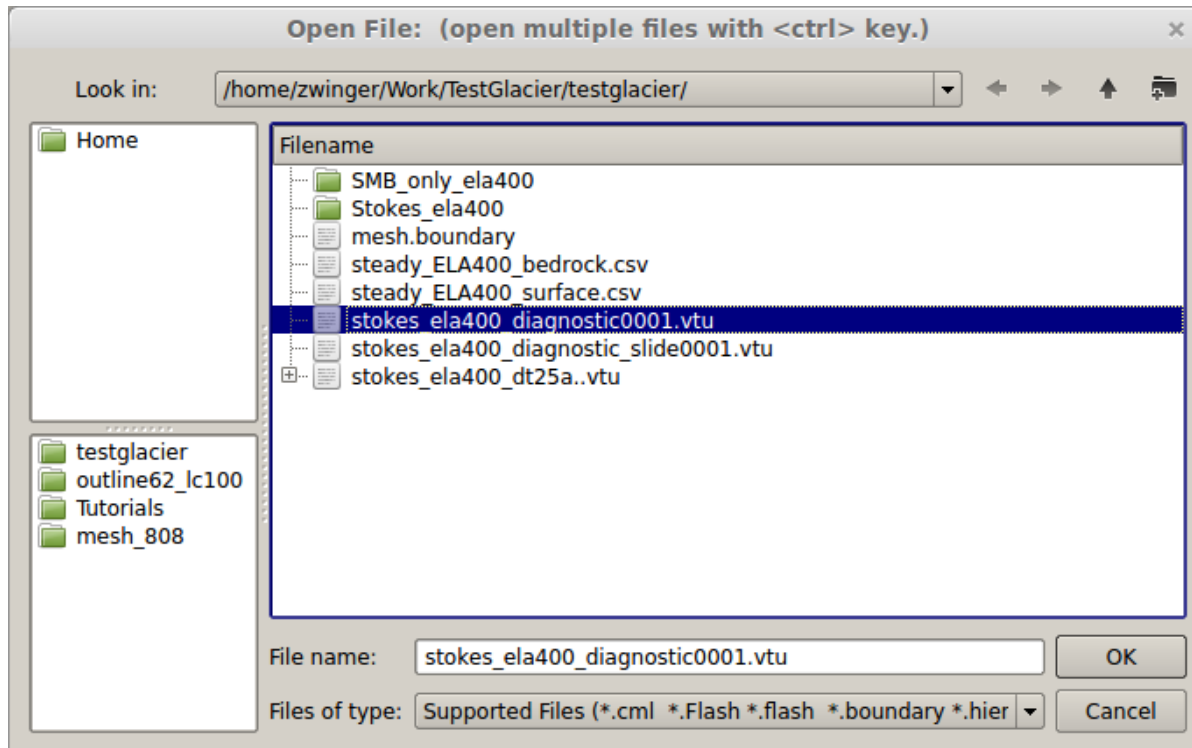 Open File: (open multiple files with <ctrl> key.)
Look in: /home/zwinger/Work/TestGlacier/testglacier/
Home
Filename
SMB_only_ela400
Stokes_ela400
mesh.boundary
steady_ELA400_bedrock.csv
steady_ELA400_surface.csv
stokes_ela400_diagnostic0001.vtu
stokes_ela400_diagnostic_slide0001.vtu
stokes_ela400_dt25a..vtu
testglacier
outline62_lc100
Tutorials
mesh_808
File name: stokes_ela400_diagnostic0001.vtu OK
Files of type: Supported Files (*.cml *.Flash *.flash *.boundary *.hier Cancel